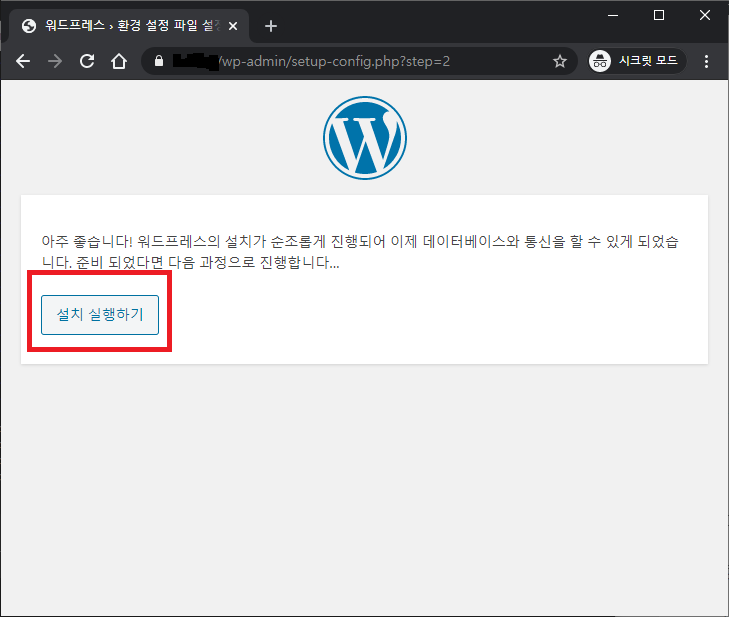 워드프레스 › 환경 설정 파일 설정
/wp-admin/setup-config.php?step=2
시크릿 모드
아주 좋습니다! 워드프레스의 설치가 순조롭게 진행되어 이제 데이터베이스와 통신을 할 수 있게 되었습
니다. 준비 되었다면 다음 과정으로 진행합니다...
설치 실행하기